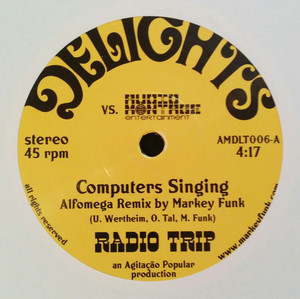 DELIGHTS
vs.
entertainment
stereo
45 rpm
AMDLT006-A
4:17
Computers Singing
Alfomega Remix by Markey Funk
(U. Wertheim, O. Tal, M. Funk)
RADIO TRIP
an Agitação Popular
production
all rights reserved
www.markeyfunk.com